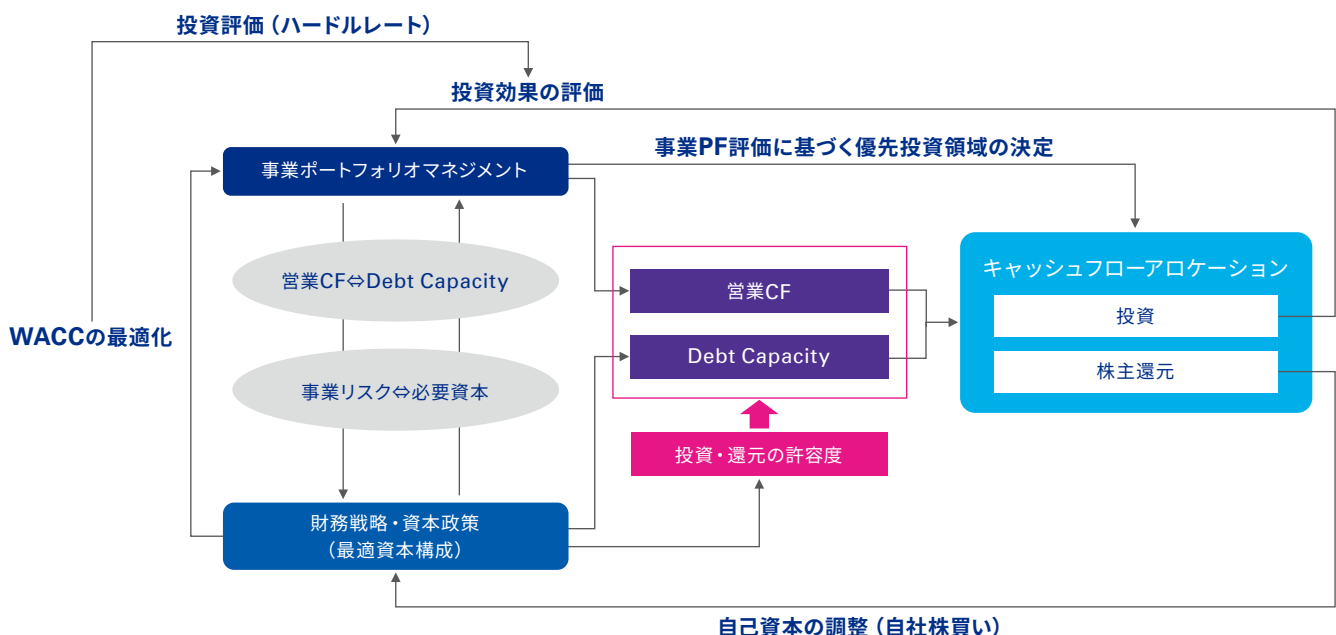 投資評価（ハードルレート）
投資効果の評価
事業PF評価に基づく優先投資領域の決定
事業ポートフォリオマネジメント
キャッシュフローアロケーション
営業CF⇔Debt Capacity
営業CF
投資
WACCの最適化
Debt Capacity
株主還元
事業リスク⇔必要資本
投資・還元の許容度
財務戦略・資本政策
（最適資本構成）
自己資本の調整（自社株買い）